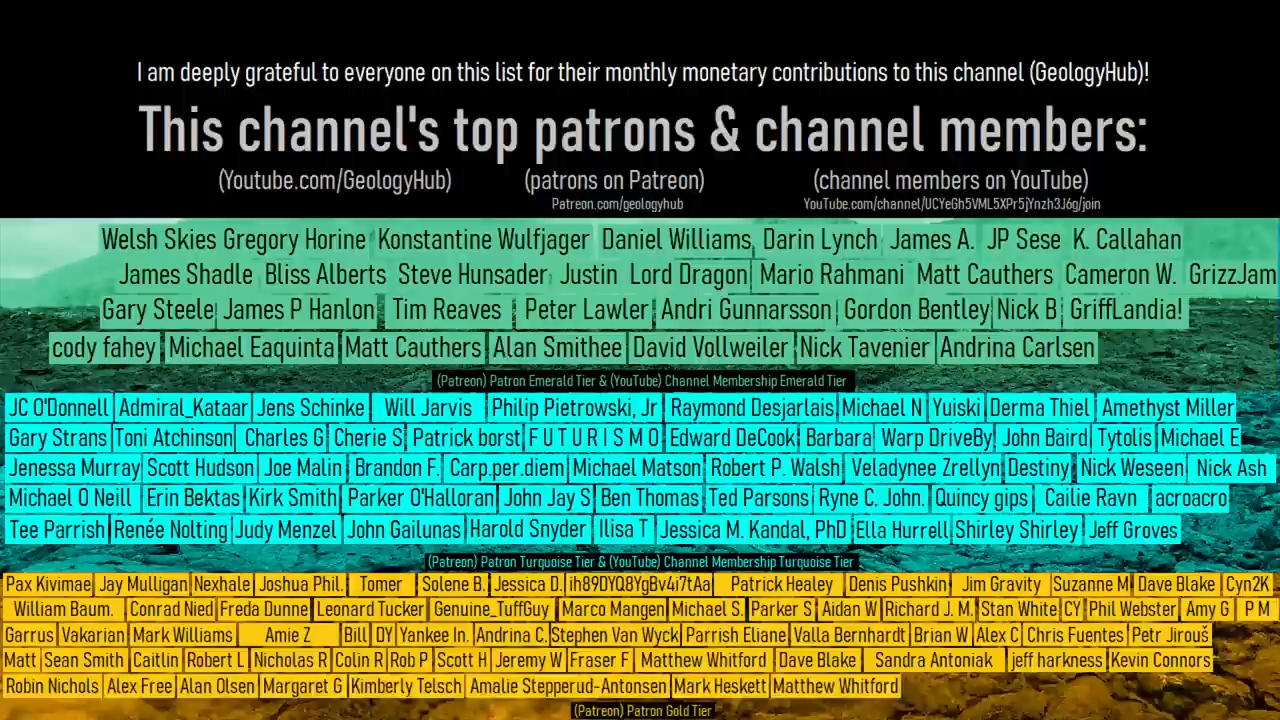 I am deeply grateful to everyone on this list for their monthly monetary contributions to this channel (GeologyHub)!
This channel's top patrons & channel members:
(Youtube.com/GeologyHub) (patrons on Patreon) (channel members on YouTube)
Patreon.com/geologyhub YouTube.com/channel/UCYeGh5VML5XPr5jYnzh3J6g/join
Welsh Skies Gregory Horine Konstantine Wulfjager Daniel Williams Darin Lynch James A. JP Sese K. Callahan
James Shadle Bliss Alberts Steve Hunsader Justin Lord Dragon Mario Rahmani Matt Cauthers Cameron W. GrizzJam
Gary Steele James P Hanlon Tim Reaves Peter Lawler Andri Gunnarsson Gordon Bentley Nick B GriffLandia!
cody fahey Michael Eaquinta Matt Cauthers Alan Smithee David Vollweiler Nick Tavenier Andrina Carlsen
(Patreon) Patron Emerald Tier & (YouTube) Channel Membership Emerald Tier
JC O'Donnell Admiral_Kataar Jens Schinke Will Jarvis Philip Pietrowski, Jr Raymond Desjarlais Michael N Yuiski Derma Thiel Amethyst Miller
Gary Strans Toni Atchinson Charles G Cherie S Patrick borst F U T U R I S M O Edward DeCook Barbara Warp DriveBy John Baird Tytolis Michael E
Jenessa Murray Scott Hudson Joe Malin Brandon F. Carp.per.diem Michael Matson Robert P. Walsh Veladynee Zrellyn Destiny Nick Weseen Nick Ash
Michael O Neill Erin Bektas Kirk Smith Parker O'Halloran John Jay S Ben Thomas Ted Parsons Ryne C. John. Quincy gips Cailie Ravn acroacro
Tee Parrish Renée Nolting Judy Menzel John Gailunas Harold Snyder Ilisa T Jessica M. Kandal, PhD Ella Hurrell Shirley Shirley Jeff Groves
(Patreon) Patron Turquoise Tier & (YouTube) Channel Membership Turquoise Tier
Pax Kivimae Jay Mulligan Nexhale Joshua Phil Tomer Solene B. Jessica D. ih89DYQ8YgBv4i7tAa Patrick Healey Denis Pushkin Jim Gravity Suzanne M Dave Blake Cyn2K
William Baum. Conrad Nied Freda Dunne Leonard Tucker Genuine_TuffGuy Marco Mangen Michael S. Parker S Aidan W Richard J. M. Stan White CY Phil Webster Amy G P M
Garrus Vakarian Mark Williams Amie Z Bill DY Yankee In. Andrina C. Stephen Van Wyck Parrish Eliane Valla Bernhardt Brian W Alex C Chris Fuentes Petr Jirouš
Matt Sean Smith Caitlin Robert L Nicholas R Colin R Rob P Scott H Jeremy W Fraser F Matthew Whitford Dave Blake Sandra Antoniak jeff harkness Kevin Connors
Robin Nichols Alex Free Alan Olsen Margaret G Kimberly Telsch Amalie Stepperud-Antonsen Mark Heskett Matthew Whitford
(Patreon) Patron Gold Tier